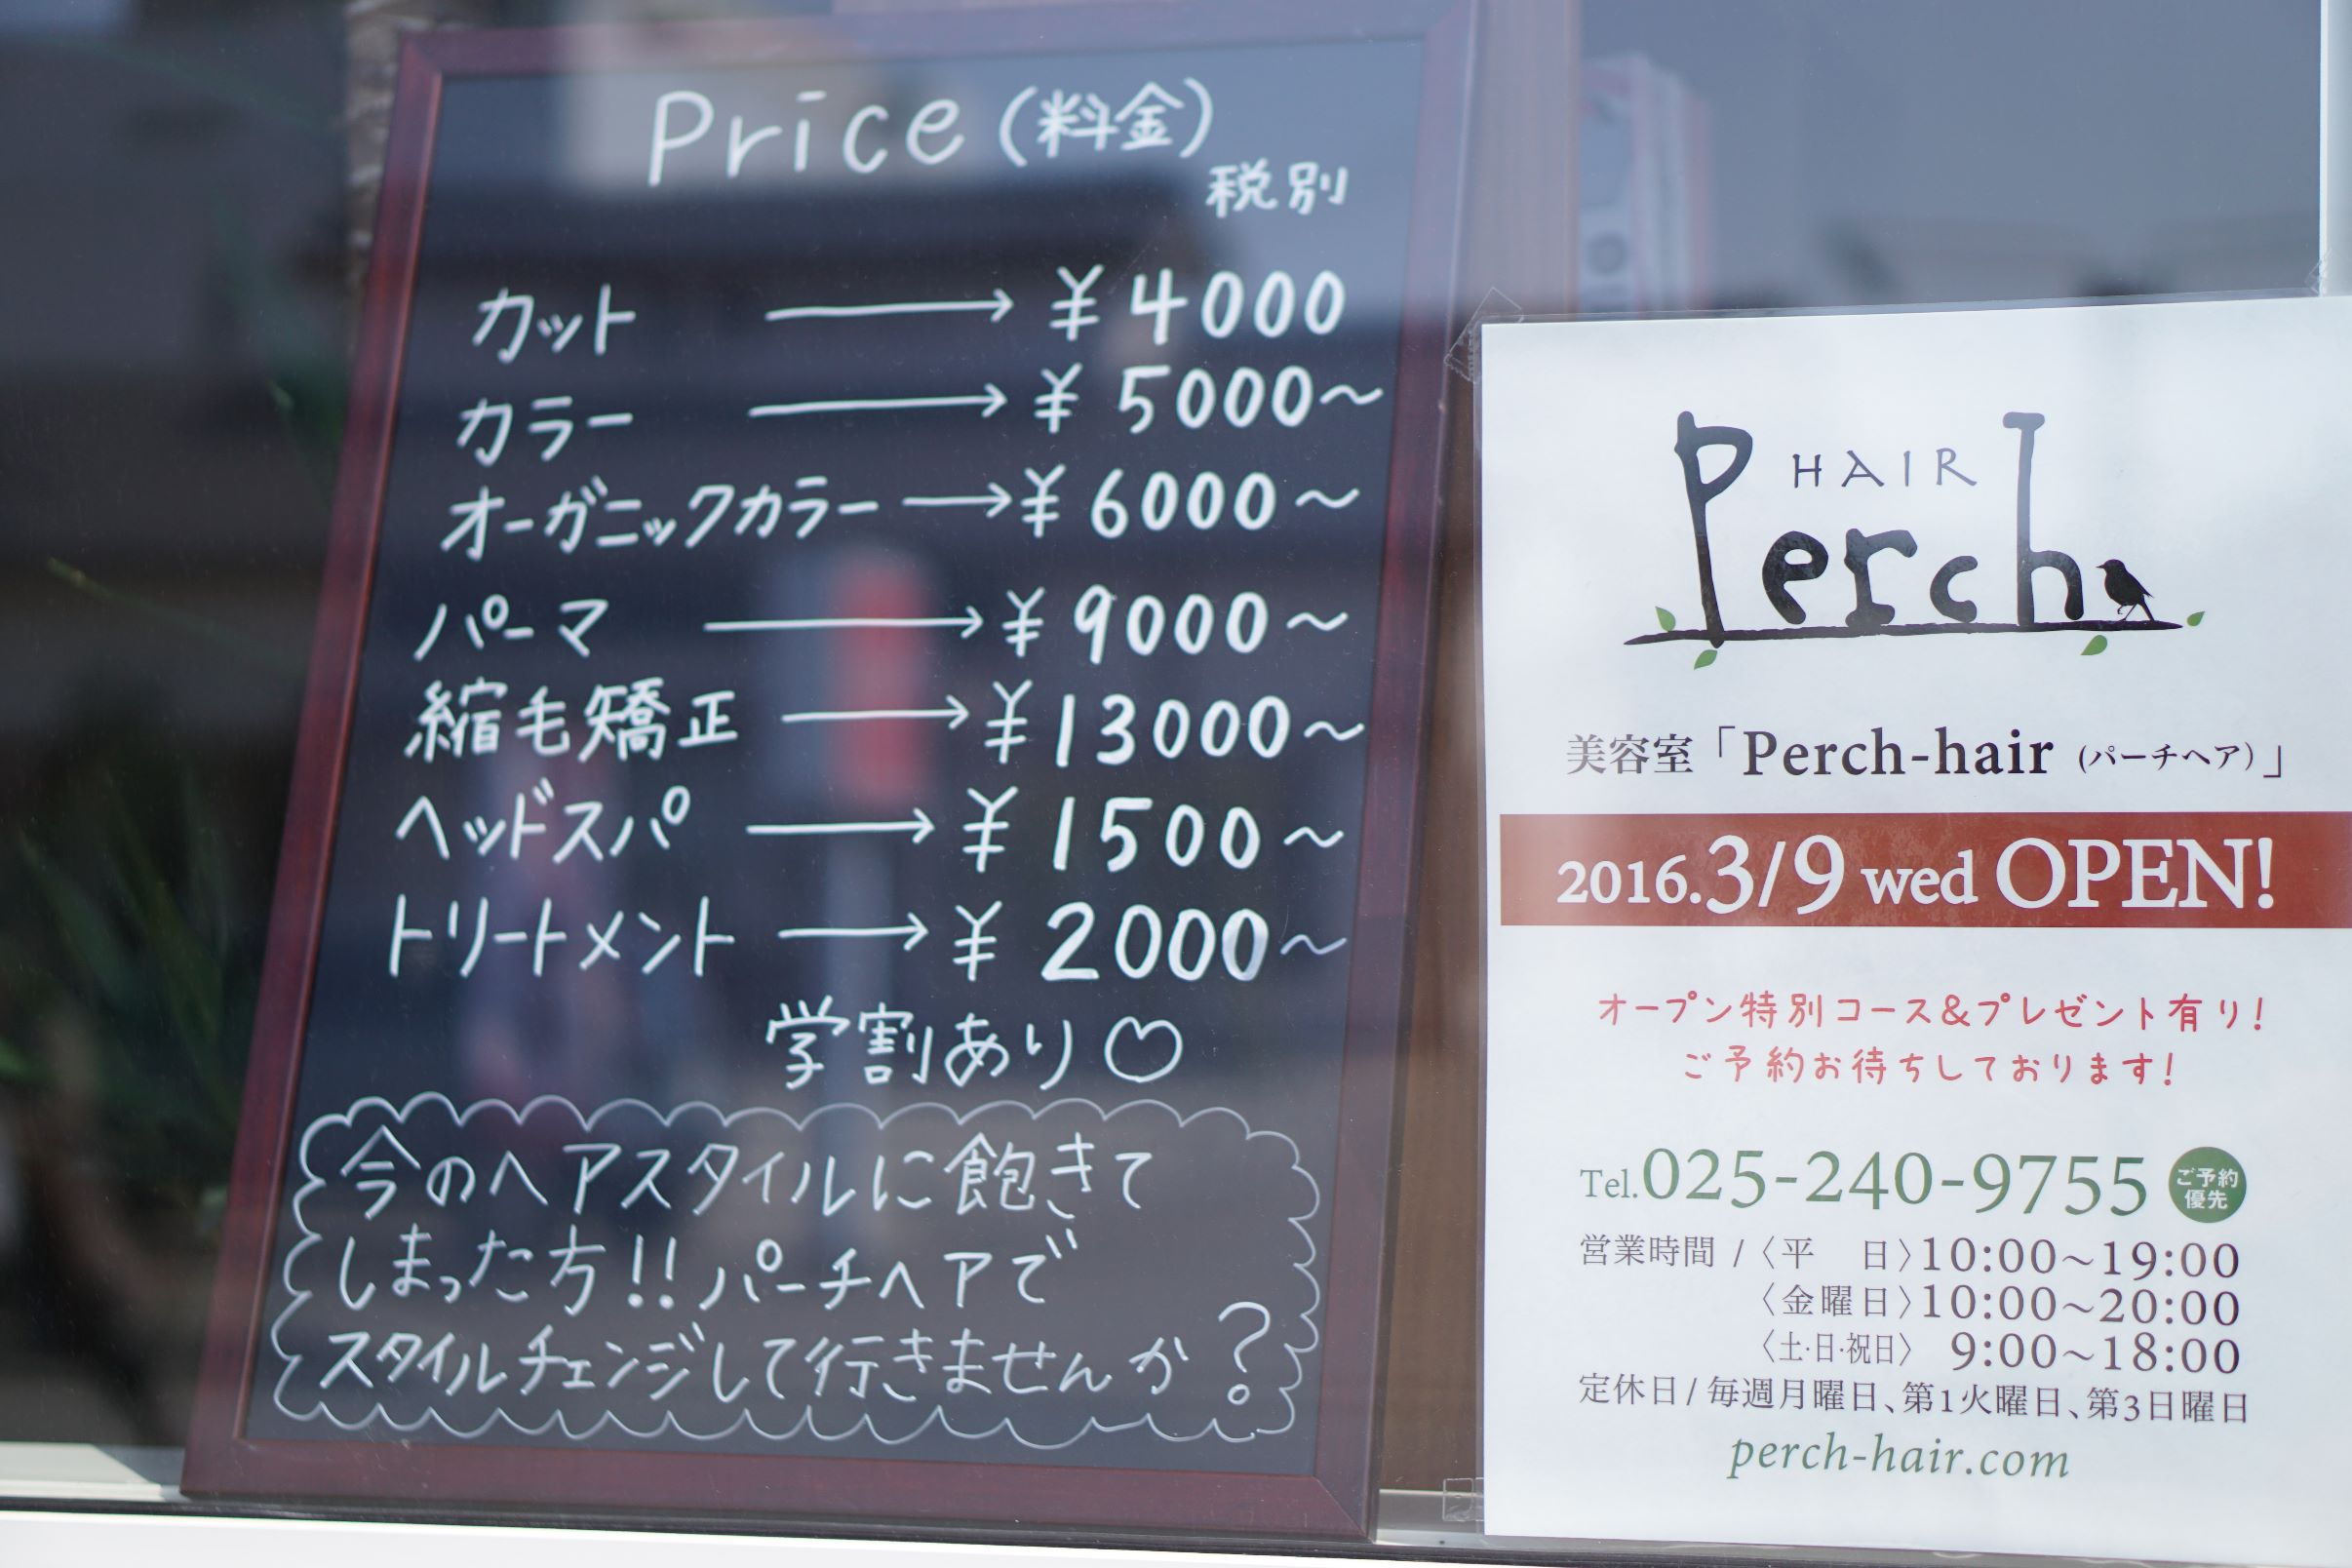 Price (料金)
税別
カット → ¥4000
カラー → ¥5000～
オーガニックカラー → ¥6000～
パーマ → ¥9000～
縮毛矯正 → ¥13000～
ヘッドスパ → ¥1500～
トリートメント → ¥2000～
学割あり♡
今のヘアスタイルに飽きて
しまった方!! パーチヘアで
スタイルチェンジして行きませんか?
HAIR
Perch
美容室「Perch-hair (パーチヘア)」
2016.3/9 wed OPEN!
オープン特別コース&プレゼント有り!
ご予約お待ちしております!
Tel.025-240-9755 ご予約
優先
営業時間 /〈平 日〉10:00~19:00
〈金曜日〉10:00~20:00
〈土・日・祝日〉 9:00~18:00
定休日 / 毎週月曜日、第1火曜日、第3日曜日
perch-hair.com